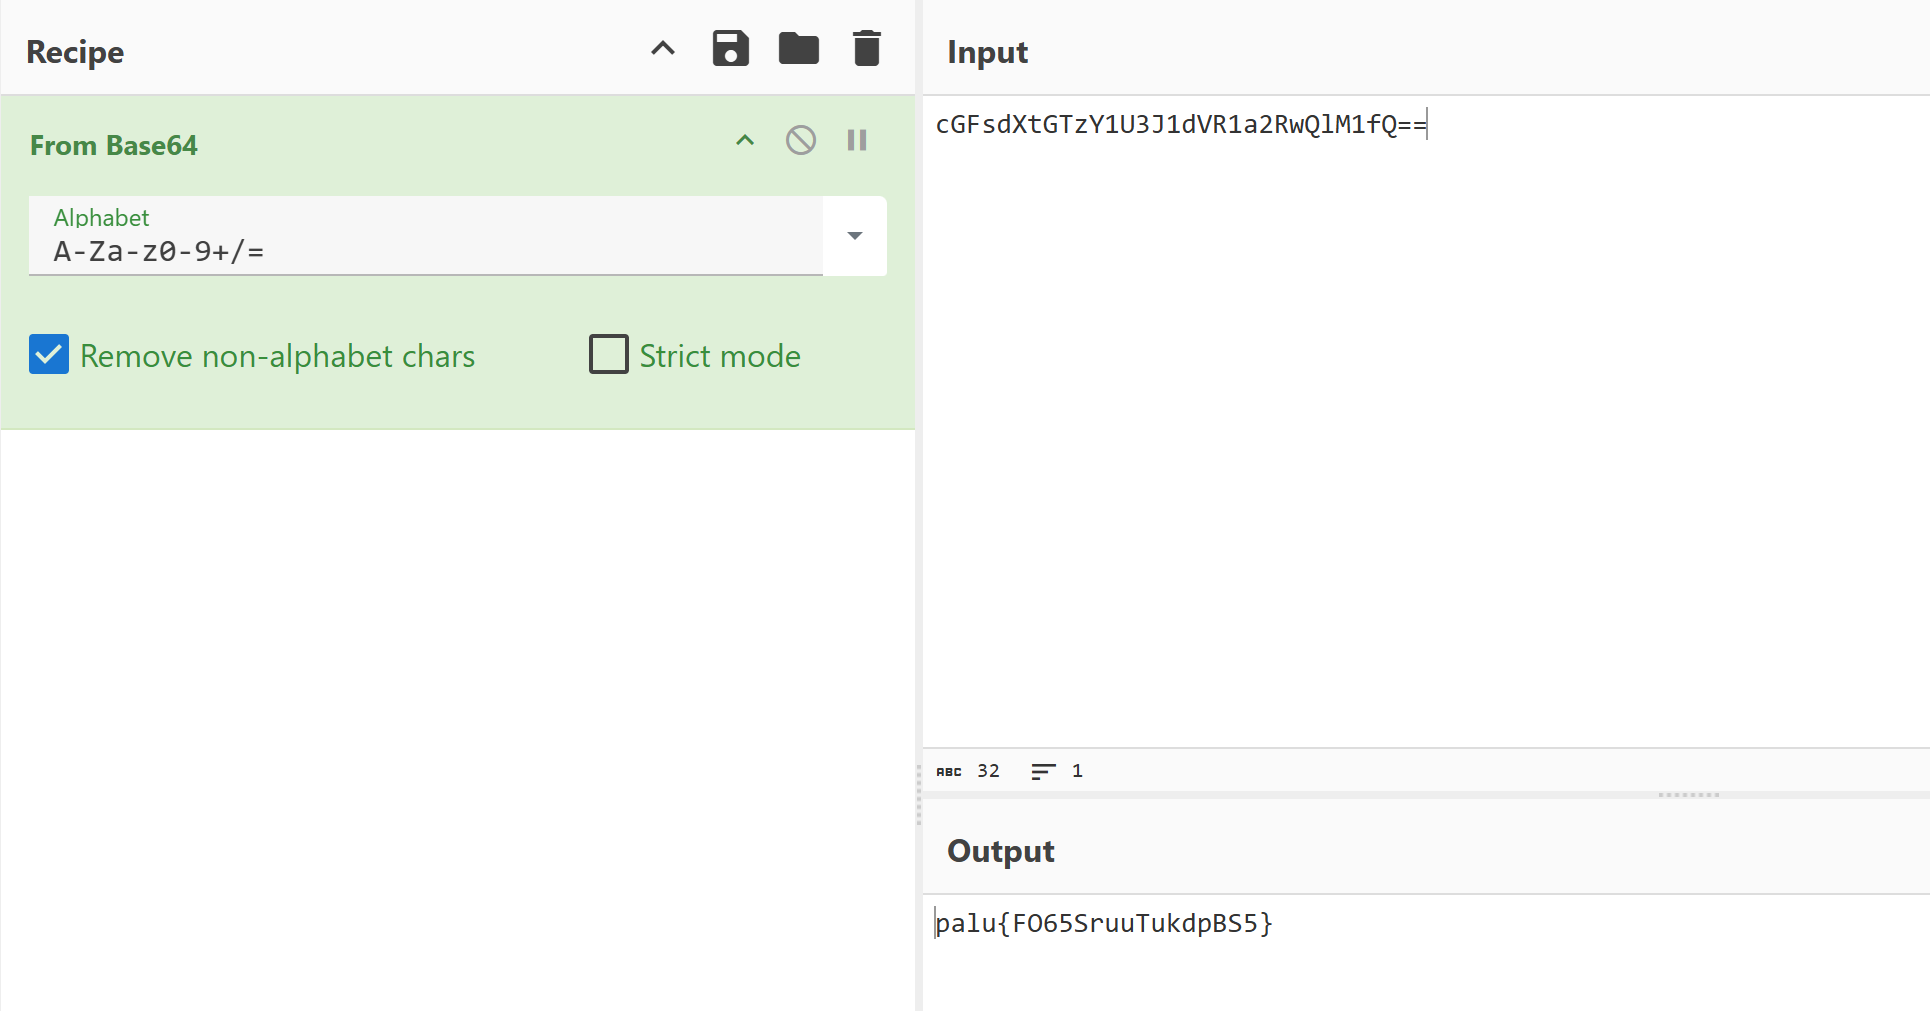 Recipe
From Base64
Alphabet
A-Za-z0-9+/=
Remove non-alphabet chars
Strict mode
Input
cGFsdXtGTzY1U3J1dVR1a2RwQlM1fQ==
ABC 32 1
Output
palu{FO65SruuTukdpBS5}